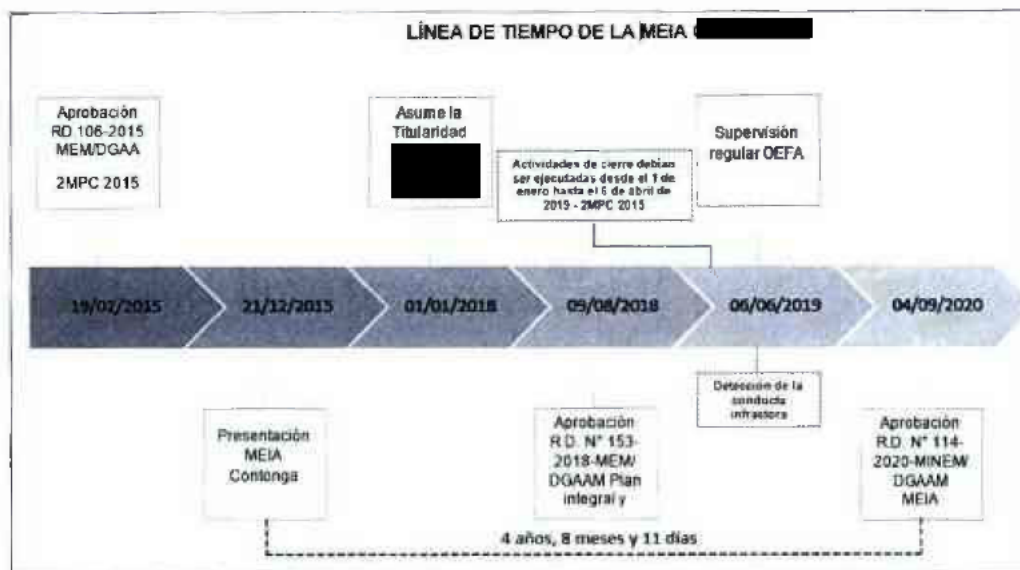 LÍNEA DE TIEMPO DE LA MEIA
Aprobación
RD 106-2015
MEM/DGAA
2MPC 2015
Asume la
Titularidad
Actividades de cierre debian
ser ejecutadas desde el 1 de
enero hasta el 6 de abril de
2019 - 2MPC 2015
Supervisión
regular OEFA
19/02/2015
21/12/2015
01/01/2018
09/08/2018
06/06/2019
04/09/2020
Presentación
MEIA
Contonga
Aprobación
R.D. N° 153-
2018-MEM/
DGAAM Plan
integral y
Detección de la
conducta
infractora
Aprobación
R.D. N° 114-
2020-MINEM/
DGAAM
MEIA
4 años, 8 meses y 11 días